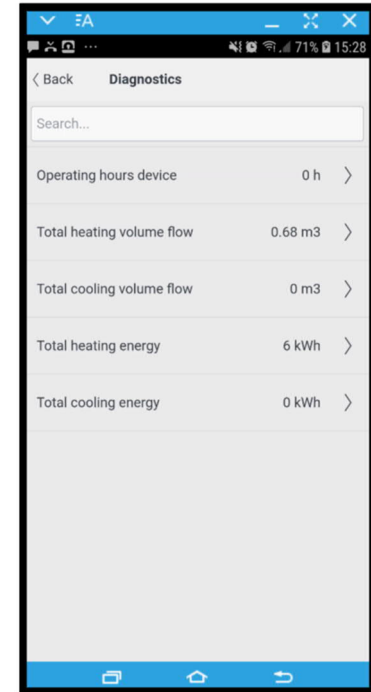 71% 15:28
Back Diagnostics
Search...
Operating hours device 0 h
Total heating volume flow 0.68 m3
Total cooling volume flow 0 m3
Total heating energy 6 kWh
Total cooling energy 0 kWh